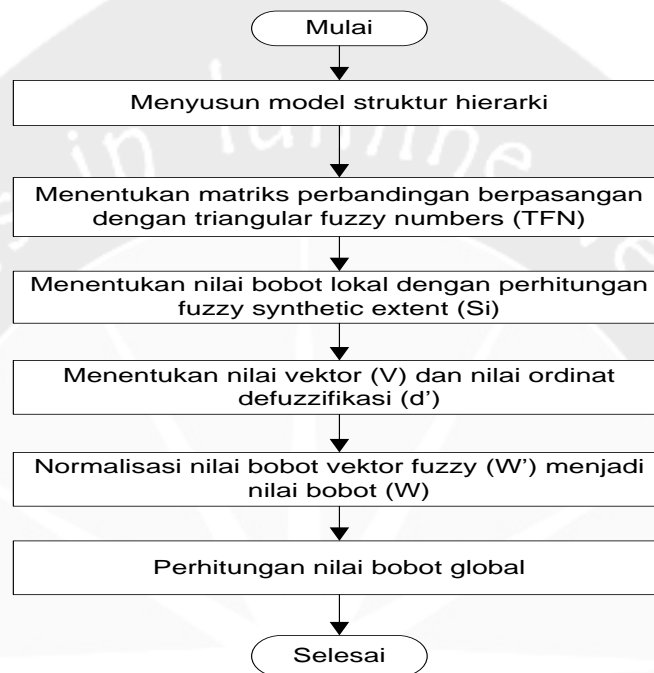 Mulai
Menyusun model struktur hierarki
in lumine
Menentukan matriks perbandingan berpasangan
dengan triangular fuzzy numbers (TFN)
Menentukan nilai bobot lokal dengan perhitungan
fuzzy synthetic extent (Si)
Menentukan nilai vektor (V) dan nilai ordinat
defuzzifikasi (d’)
Normalisasi nilai bobot vektor fuzzy (W’) menjadi
nilai bobot (W)
Perhitungan nilai bobot global
Selesai